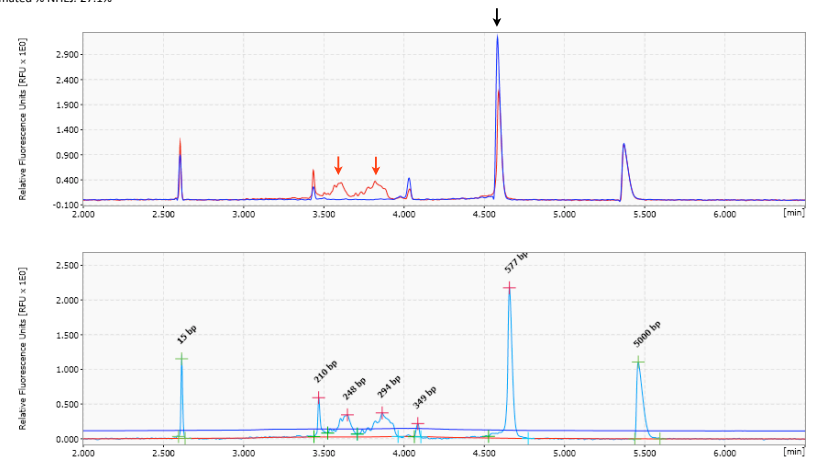 % NHEJ: 27.1%
Relative Fluorescence Units [RFU x 1E0]
2.900
2.400
1.900
1.400
0.900
0.400
-0.100
2.000 2.500 3.000 3.500 4.000 4.500 5.000 5.500 6.000 [min]
Relative Fluorescence Units [RFU x 1E0]
2.500
2.000
1.500
1.000
0.500
0.000
15 bp
210 bp
248 bp
294 bp
349 bp
577 bp
5000 bp
2.000 2.500 3.000 3.500 4.000 4.500 5.000 5.500 6.000 [min]